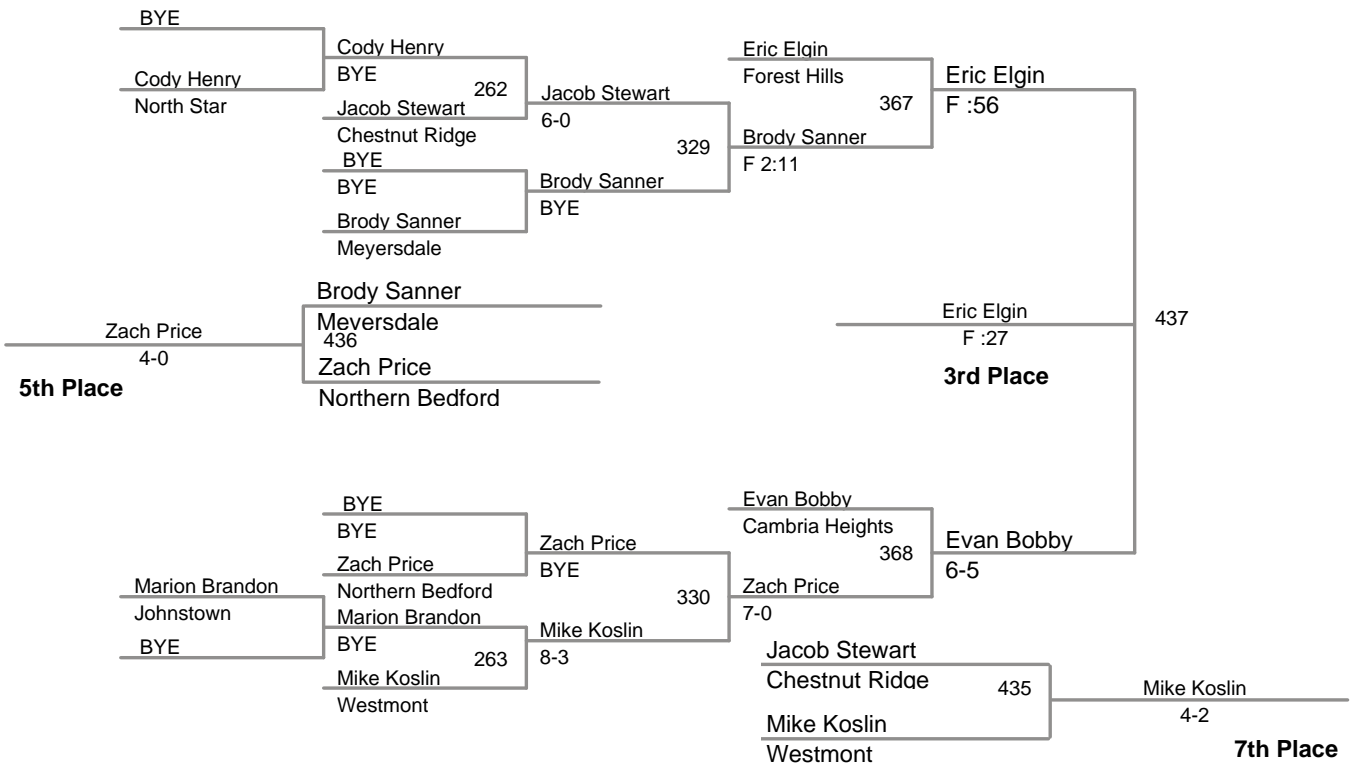 BYE
Cody Henry
North Star
Cody Henry
BYE
262
Jacob Stewart
Chestnut Ridge
BYE
BYE
Brody Sanner
Meyersdale
Jacob Stewart
6-0
329
Brody Sanner
BYE
Eric Elgin
Forest Hills
367
Brody Sanner
F 2:11
Eric Elgin
F :56
Brody Sanner
Meyersdale
436
Zach Price
Northern Bedford
Zach Price
4-0
5th Place
Eric Elgin
F :27
3rd Place
437
BYE
BYE
Zach Price
Northern Bedford
Marion Brandon
Johnstown
BYE
Marion Brandon
BYE
263
Mike Koslin
Westmont
Zach Price
BYE
330
Mike Koslin
8-3
Evan Bobby
Cambria Heights
368
Zach Price
7-0
Evan Bobby
6-5
Jacob Stewart
Chestnut Ridge
435
Mike Koslin
Westmont
Mike Koslin
4-2
7th Place